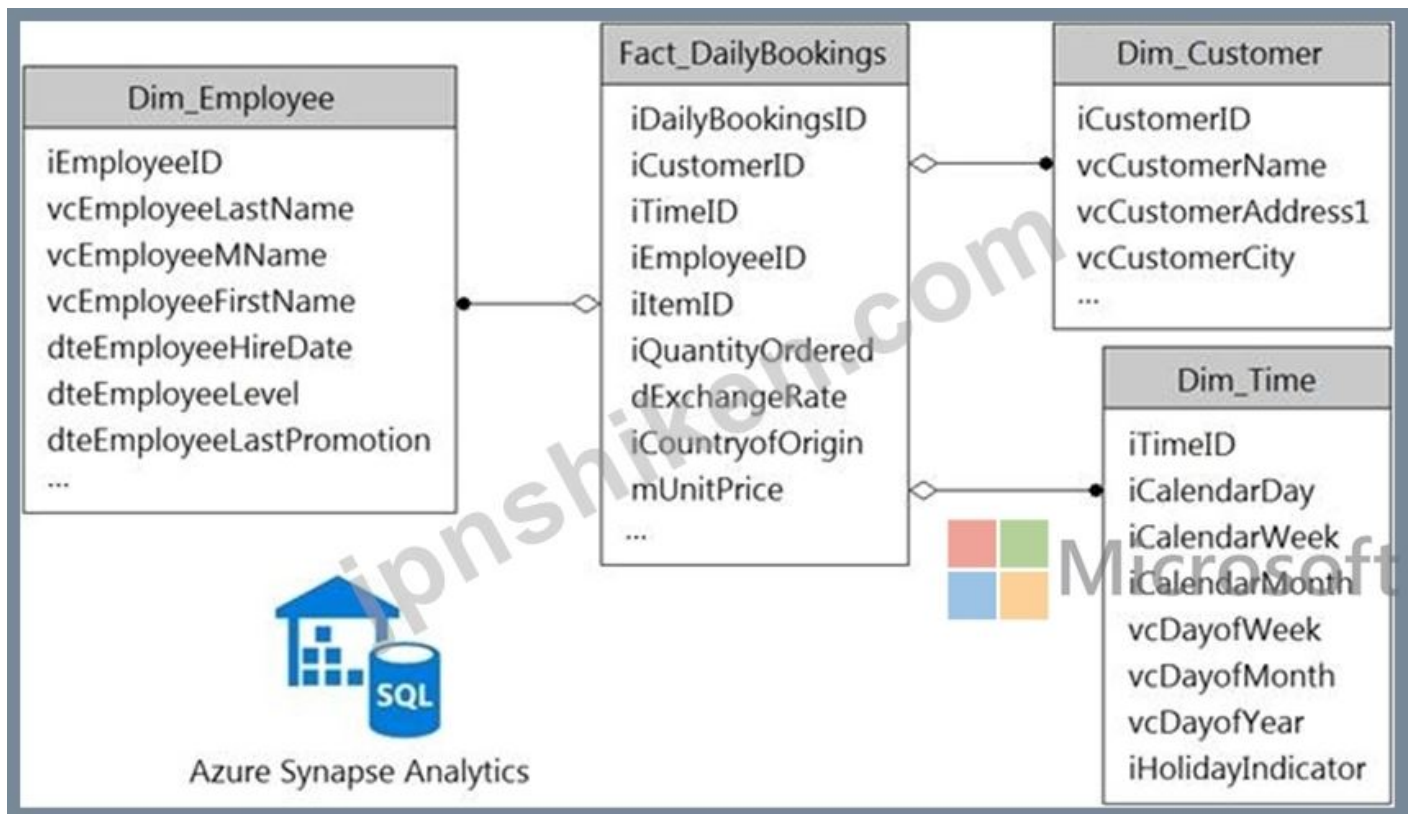 Dim_Employee
iEmployeeID
vcEmployeeLastName
vcEmployeeMName
vcEmployeeFirstName
dteEmployeeHireDate
dteEmployeeLevel
dteEmployeeLastPromotion
...
Fact_DailyBookings
iDailyBookingsID
iCustomerID
iTimeID
iEmployeeID
iItemID
iQuantityOrdered
dExchangeRate
iCountryofOrigin
mUnitPrice
...
Dim_Customer
iCustomerID
vcCustomerName
vcCustomerAddress1
vcCustomerCity
...
Dim_Time
iTimeID
iCalendarDay
iCalendarWeek
iCalendarMonth
vcDayofWeek
vcDayofMonth
vcDayofYear
iHolidayIndicator
SQL
Azure Synapse Analytics
jpnshiken.com
Microsoft